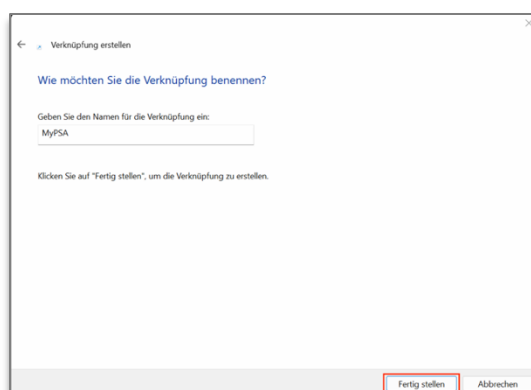 Verknüpfung erstellen
Wie möchten Sie die Verknüpfung benennen?
Geben Sie den Namen für die Verknüpfung ein:
MyPSA
Klicken Sie auf "Fertig stellen", um die Verknüpfung zu erstellen.
Fertig stellen Abbrechen